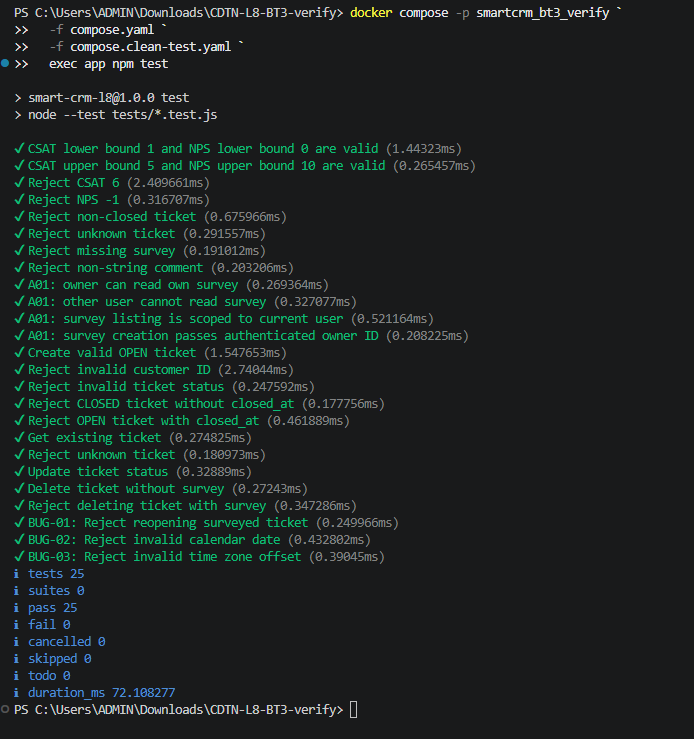 PS C:\Users\ADMIN\Downloads\CDTN-L8-BT3-verify> docker compose -p smartcrm_bt3_verify `
>>   -f compose.yaml `
>>   -f compose.clean-test.yaml `
>>   exec app npm test

> smart-crm-l8@1.0.0 test
> node --test tests/*.test.js

✓ CSAT lower bound 1 and NPS lower bound 0 are valid (1.44323ms)
✓ CSAT upper bound 5 and NPS upper bound 10 are valid (0.265457ms)
✓ Reject CSAT 6 (2.409661ms)
✓ Reject NPS -1 (0.316707ms)
✓ Reject non-closed ticket (0.675966ms)
✓ Reject unknown ticket (0.291557ms)
✓ Reject missing survey (0.191012ms)
✓ Reject non-string comment (0.203206ms)
✓ A01: owner can read own survey (0.269364ms)
✓ A01: other user cannot read survey (0.327077ms)
✓ A01: survey listing is scoped to current user (0.521164ms)
✓ A01: survey creation passes authenticated owner ID (0.208225ms)
✓ Create valid OPEN ticket (1.547653ms)
✓ Reject invalid customer ID (2.74044ms)
✓ Reject invalid ticket status (0.247592ms)
✓ Reject CLOSED ticket without closed_at (0.177756ms)
✓ Reject OPEN ticket with closed_at (0.461889ms)
✓ Get existing ticket (0.274825ms)
✓ Reject unknown ticket (0.180973ms)
✓ Update ticket status (0.32889ms)
✓ Delete ticket without survey (0.27243ms)
✓ Reject deleting ticket with survey (0.347286ms)
✓ BUG-01: Reject reopening surveyed ticket (0.249966ms)
✓ BUG-02: Reject invalid calendar date (0.432802ms)
✓ BUG-03: Reject invalid time zone offset (0.39045ms)
ℹ tests 25
ℹ suites 0
ℹ pass 25
ℹ fail 0
ℹ cancelled 0
ℹ skipped 0
ℹ todo 0
ℹ duration_ms 72.108277
PS C:\Users\ADMIN\Downloads\CDTN-L8-BT3-verify>